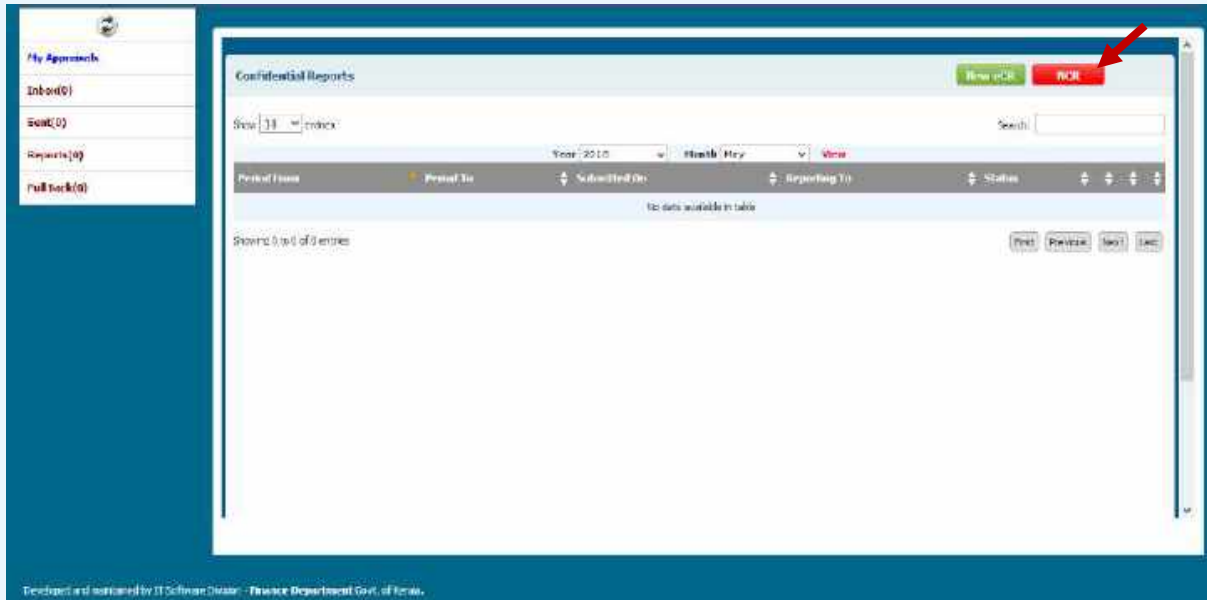 My Appraisals
Inbox(0)
Sent(0)
Reports(0)
Pull Back(0)
Confidential Reports
New eCR NCR
Show entries
Search:
Year Month May View
Period From Period To Submitted On Reporting To Status
No data available in table
Showing 0 to 0 of 0 entries
First Previous Next Last
Developed and maintained by IT Software Division - Finance Department Govt. of Kerala.